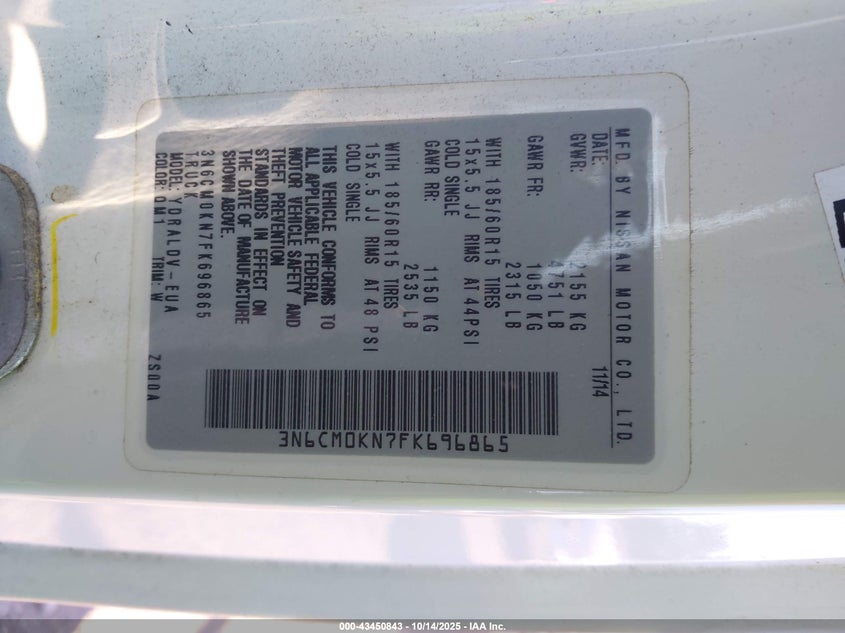 MFD. BY NISSAN MOTOR CO., LTD.
DATE: 11/14
GVWR: 2155 KG
4751 LB
GAWR FR: 1050 KG
2315 LB
WITH 185/60R15 TIRES
15x5.5 JJ RIMS AT 44PSI
COLD SINGLE
GAWR RR: 1150 KG
2535 LB
WITH 185/60R15 TIRES
15x5.5 JJ RIMS AT 48 PSI
COLD SINGLE
THIS VEHICLE CONFORMS TO
ALL APPLICABLE FEDERAL
MOTOR VEHICLE SAFETY AND
THEFT PREVENTION
STANDARDS IN EFFECT ON
THE DATE OF MANUFACTURE
SHOWN ABOVE.
3N6CM0KN7FK696865
TRUCK
MODEL: YDRALDV-EUA
COLOR: QM1 TRIM: W
ZS00A
3N6CM0KN7FK696865
000-43450843 - 10/14/2025 - IAA Inc.